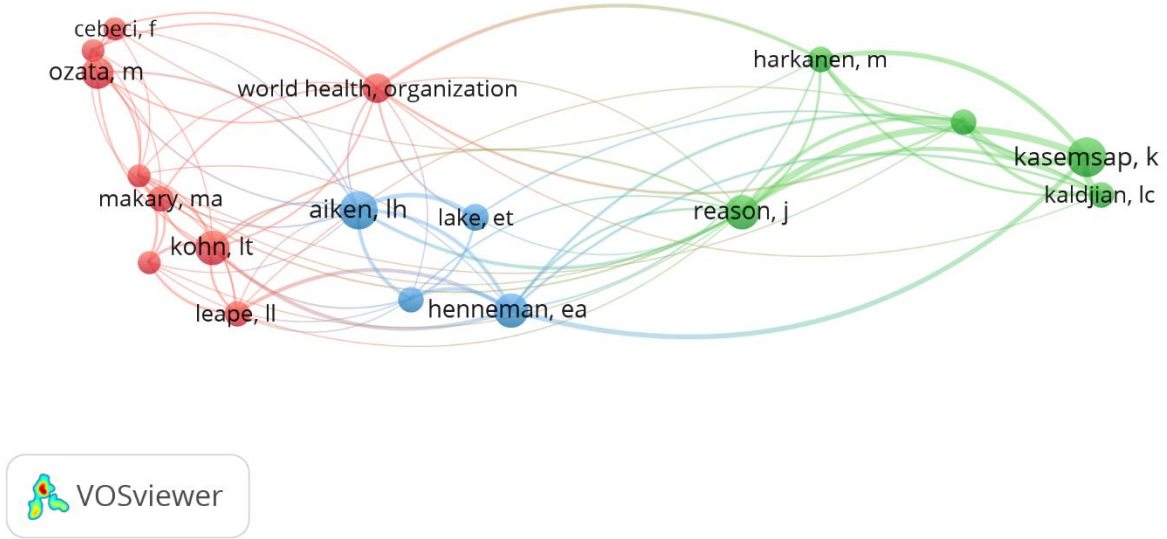 cebeci, f
ozata, m
world health, organization
harkanen, m
kasemsap, k
kaldjian, lc
makary, ma
aiken, lh
lake, et
reason, j
kohn, lt
leape, ll
henneman, ea
VOSviewer